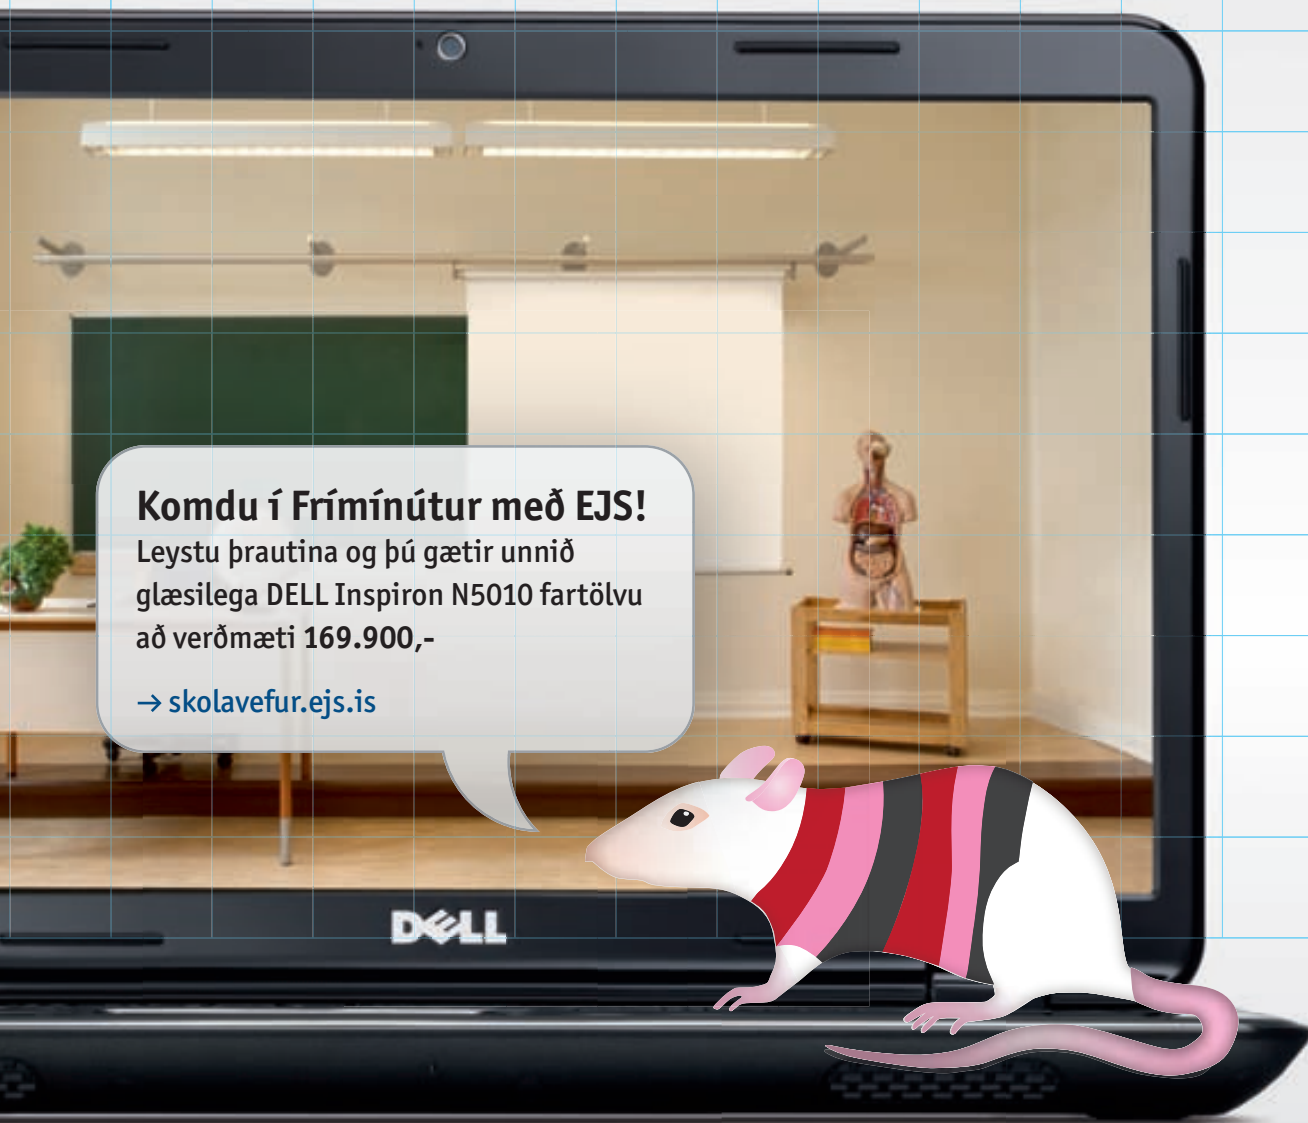 Komdu í Frímínútur með EJS!
Leystu þrautina og þú gætir unnið
glæsilega DELL Inspiron N5010 fartölvu
að verðmæti 169.900,-
→ skolavefur.ejs.is
DELL